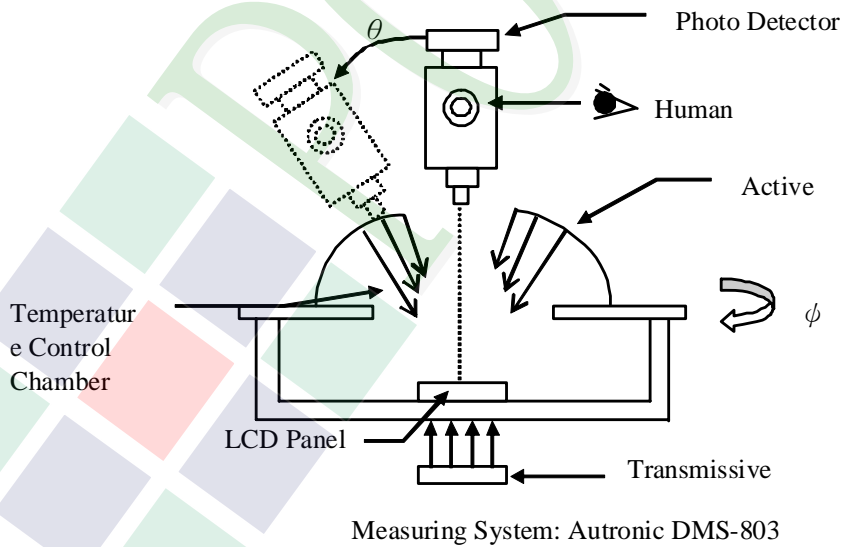 Photo Detector
θ
Human
Active
Temperatur
e Control
Chamber
ϕ
LCD Panel
Transmissive
Measuring System: Autronic DMS-803